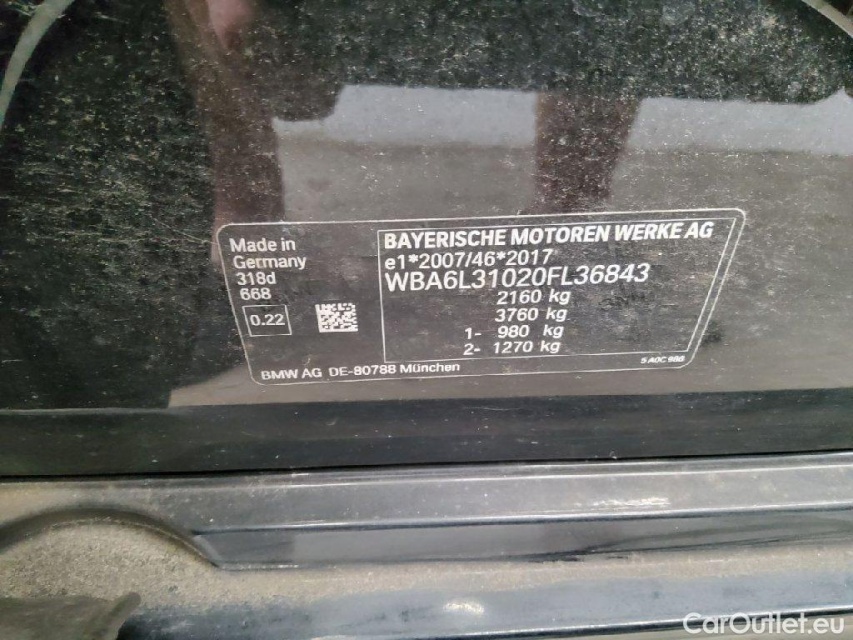 Made in
Germany
318d
668
0.22
BAYERISCHE MOTOREN WERKE AG
e1*2007/46*2017
WBA6L31020FL36843
2160 kg
3760 kg
1- 980 kg
2- 1270 kg
BMW AG DE-80788 München
5 A0C 988
CarOutlet.eu